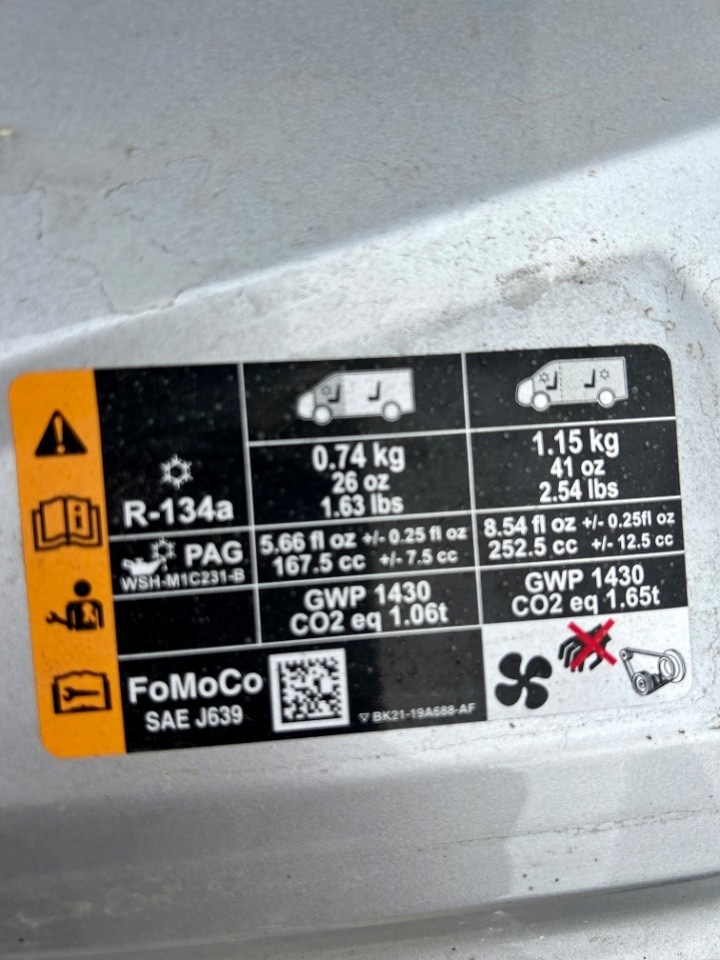 R-134a
0.74 kg
26 oz
1.63 lbs
1.15 kg
41 oz
2.54 lbs
PAG
WSH-M1C231-B
5.66 fl oz +/- 0.25 fl oz
167.5 cc +/- 7.5 cc
8.54 fl oz +/- 0.25fl oz
252.5 cc +/- 12.5 cc
GWP 1430
CO2 eq 1.06t
GWP 1430
CO2 eq 1.65t
FoMoCo
SAE J639
BK21-19A688-AF